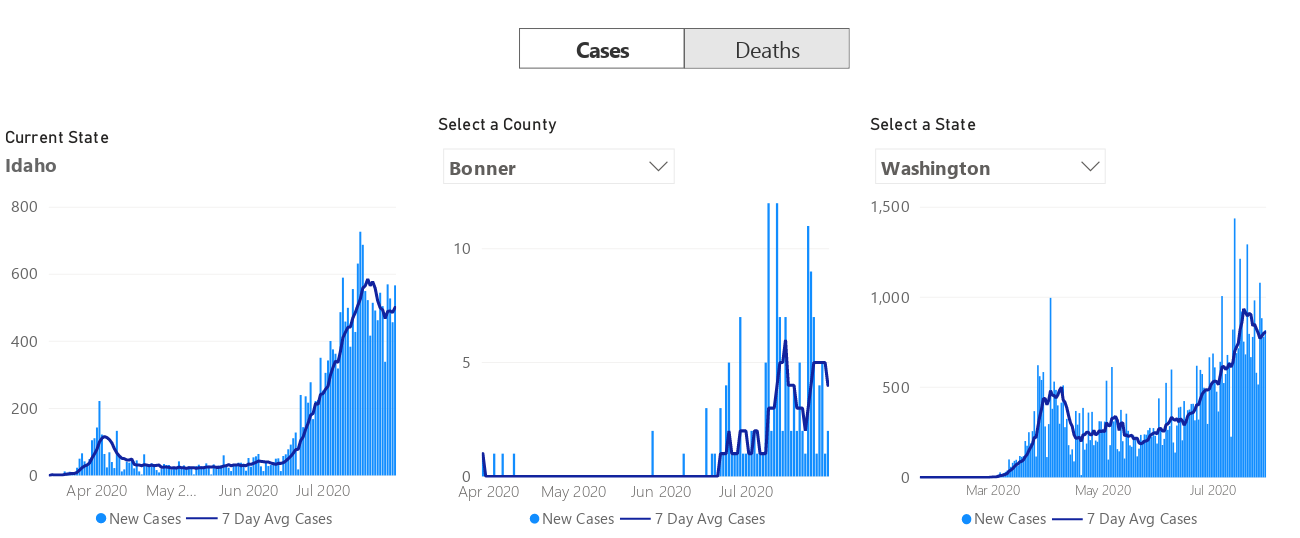 Cases Deaths
Current State
Idaho
800
600
400
200
0
Apr 2020 May 2... Jun 2020 Jul 2020
New Cases 7 Day Avg Cases
Select a County
Bonner
10
5
0
Apr 2020 May 2020 Jun 2020 Jul 2020
New Cases 7 Day Avg Cases
Select a State
Washington
1,500
1,000
500
0
Mar 2020 May 2020 Jul 2020
New Cases 7 Day Avg Cases